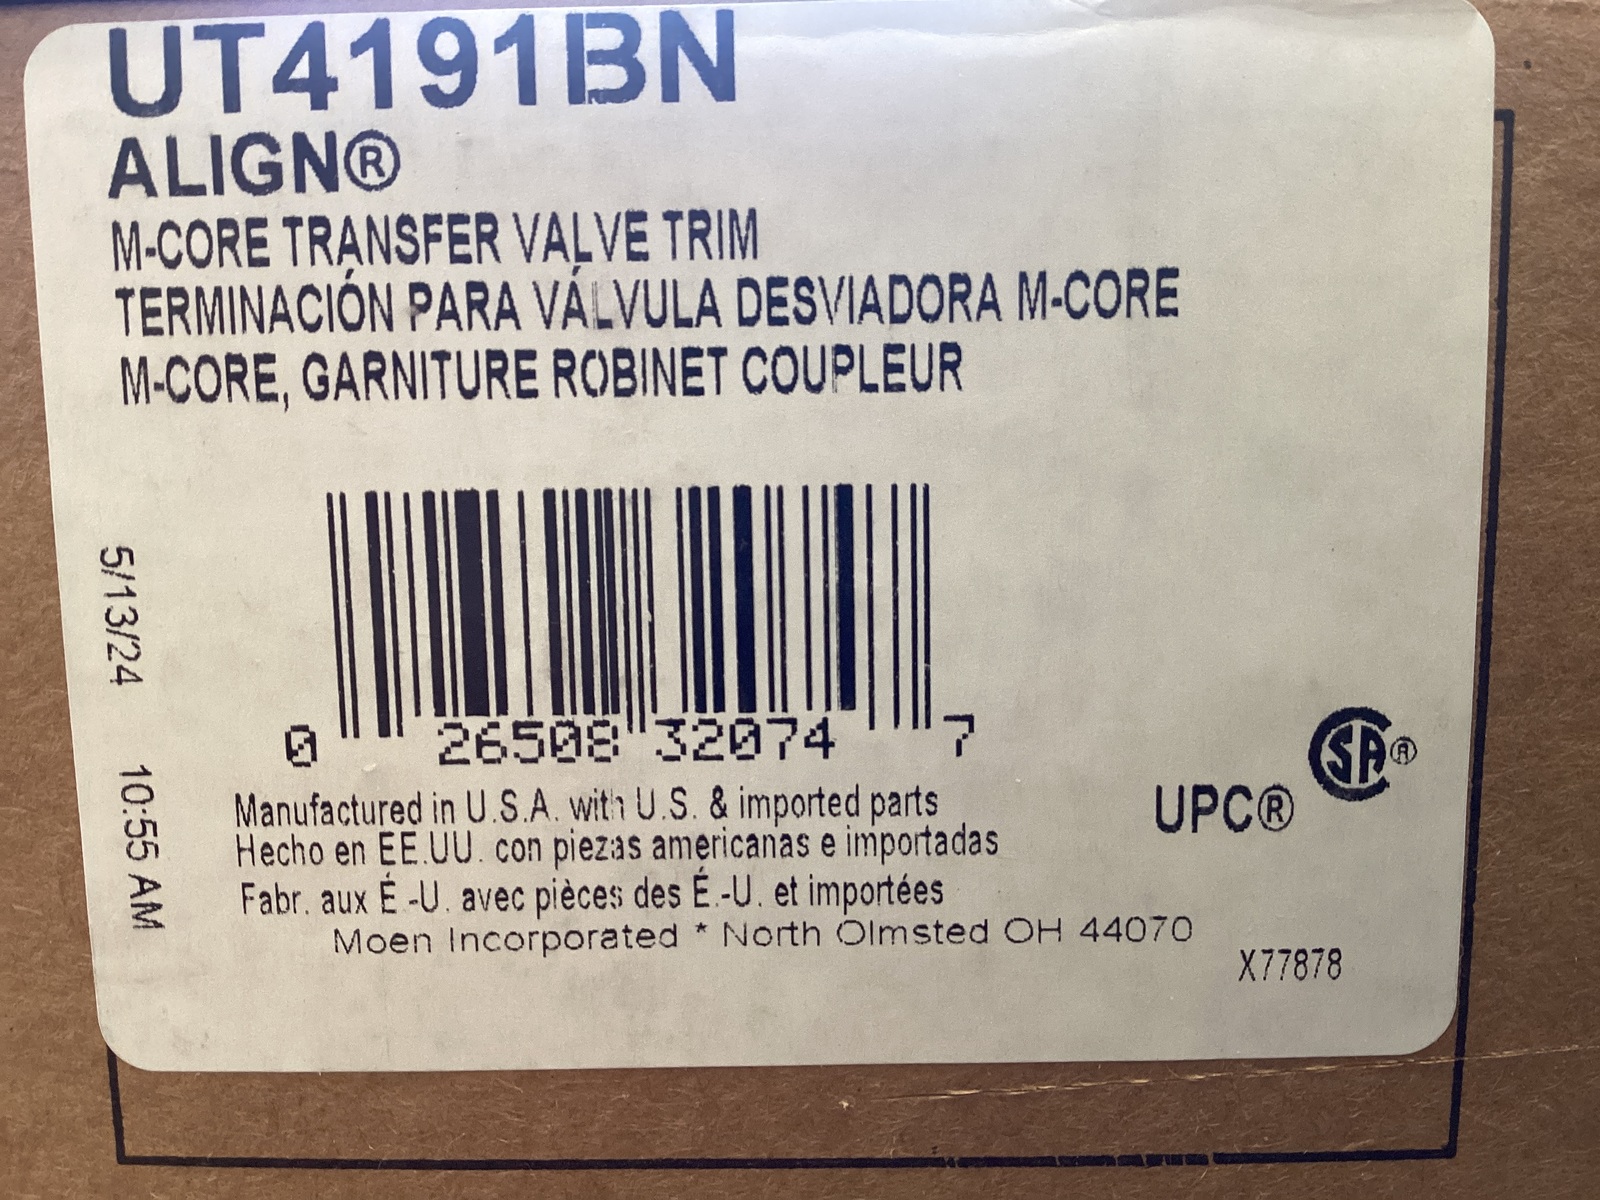 UT4191BN
ALIGN®
M-CORE TRANSFER VALVE TRIM
TERMINACIÓN PARA VÁLVULA DESVIADORA M-CORE
M-CORE, GARNITURE ROBINET COUPLEUR
5/13/24 10:55 AM
0 26508 32074 7
Manufactured in U.S.A. with U.S. & imported parts
Hecho en EE.UU. con piezas americanas e importadas
Fabr. aux É-U. avec pièces des É.-U. et importées
Moen Incorporated * North Olmsted OH 44070
UPC® SA®
X77878